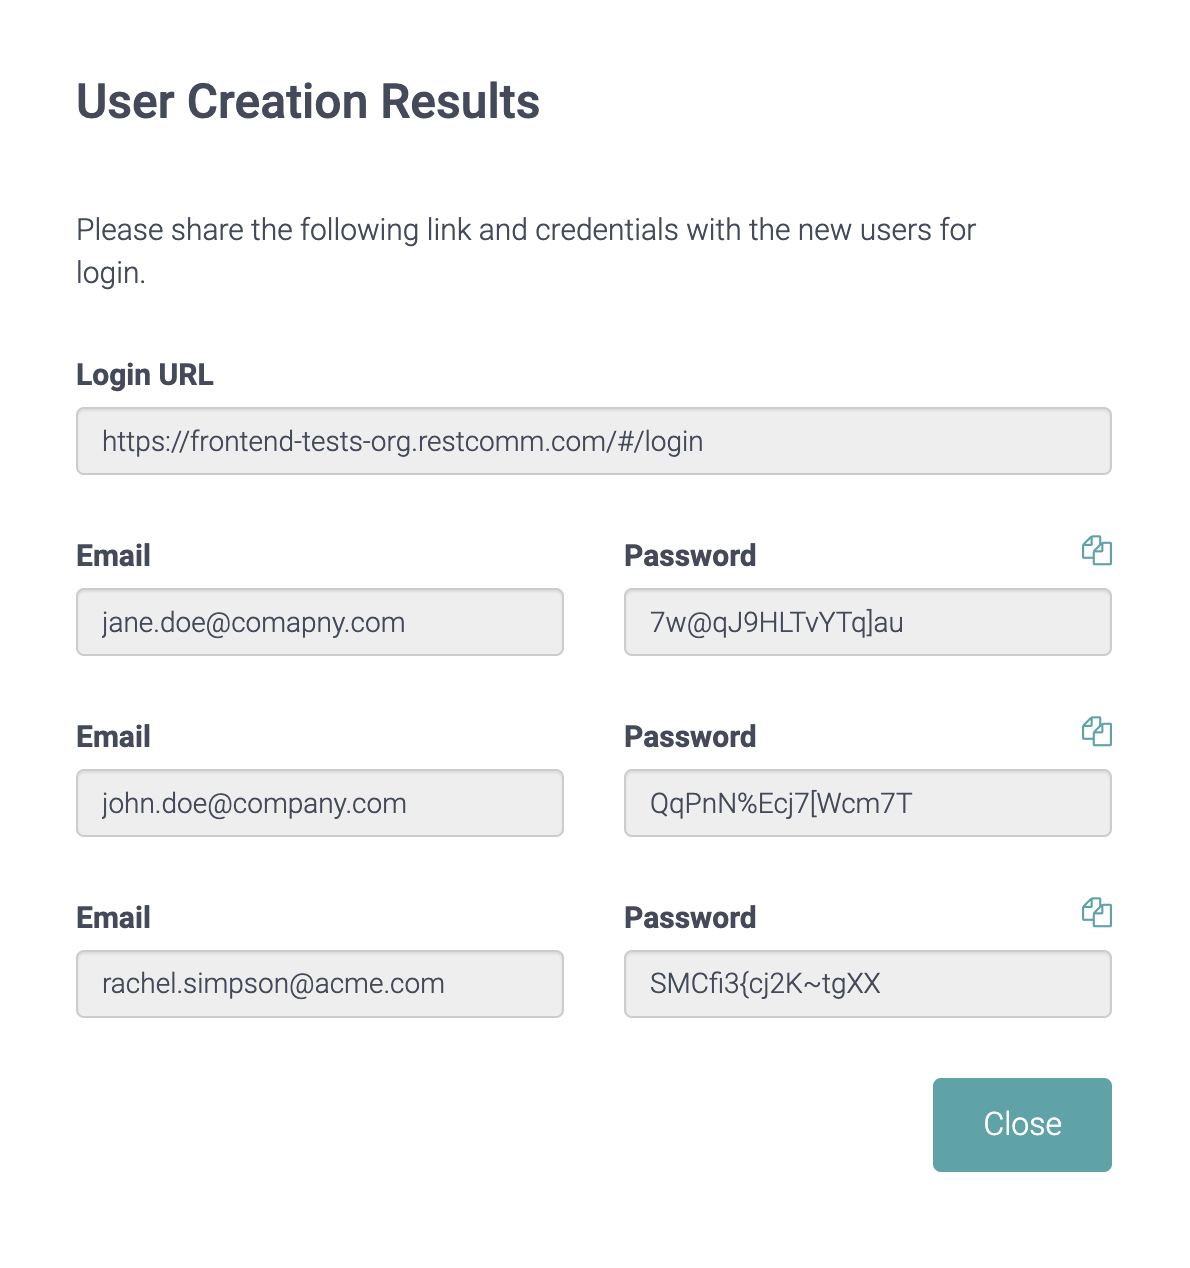 User Creation Results
Please share the following link and credentials with the new users for
login.
Login URL
https://frontend-tests-org.restcomm.com/#/login
Email
Password
jane.doe@comapny.com
7w@qJ9HLTvYTq]au
Email
Password
john.doe@company.com
QqPnN%Ecj7[Wcm7T
Email
Password
rachel.simpson@acme.com
SMCfi3{cj2K~tgXX
Close